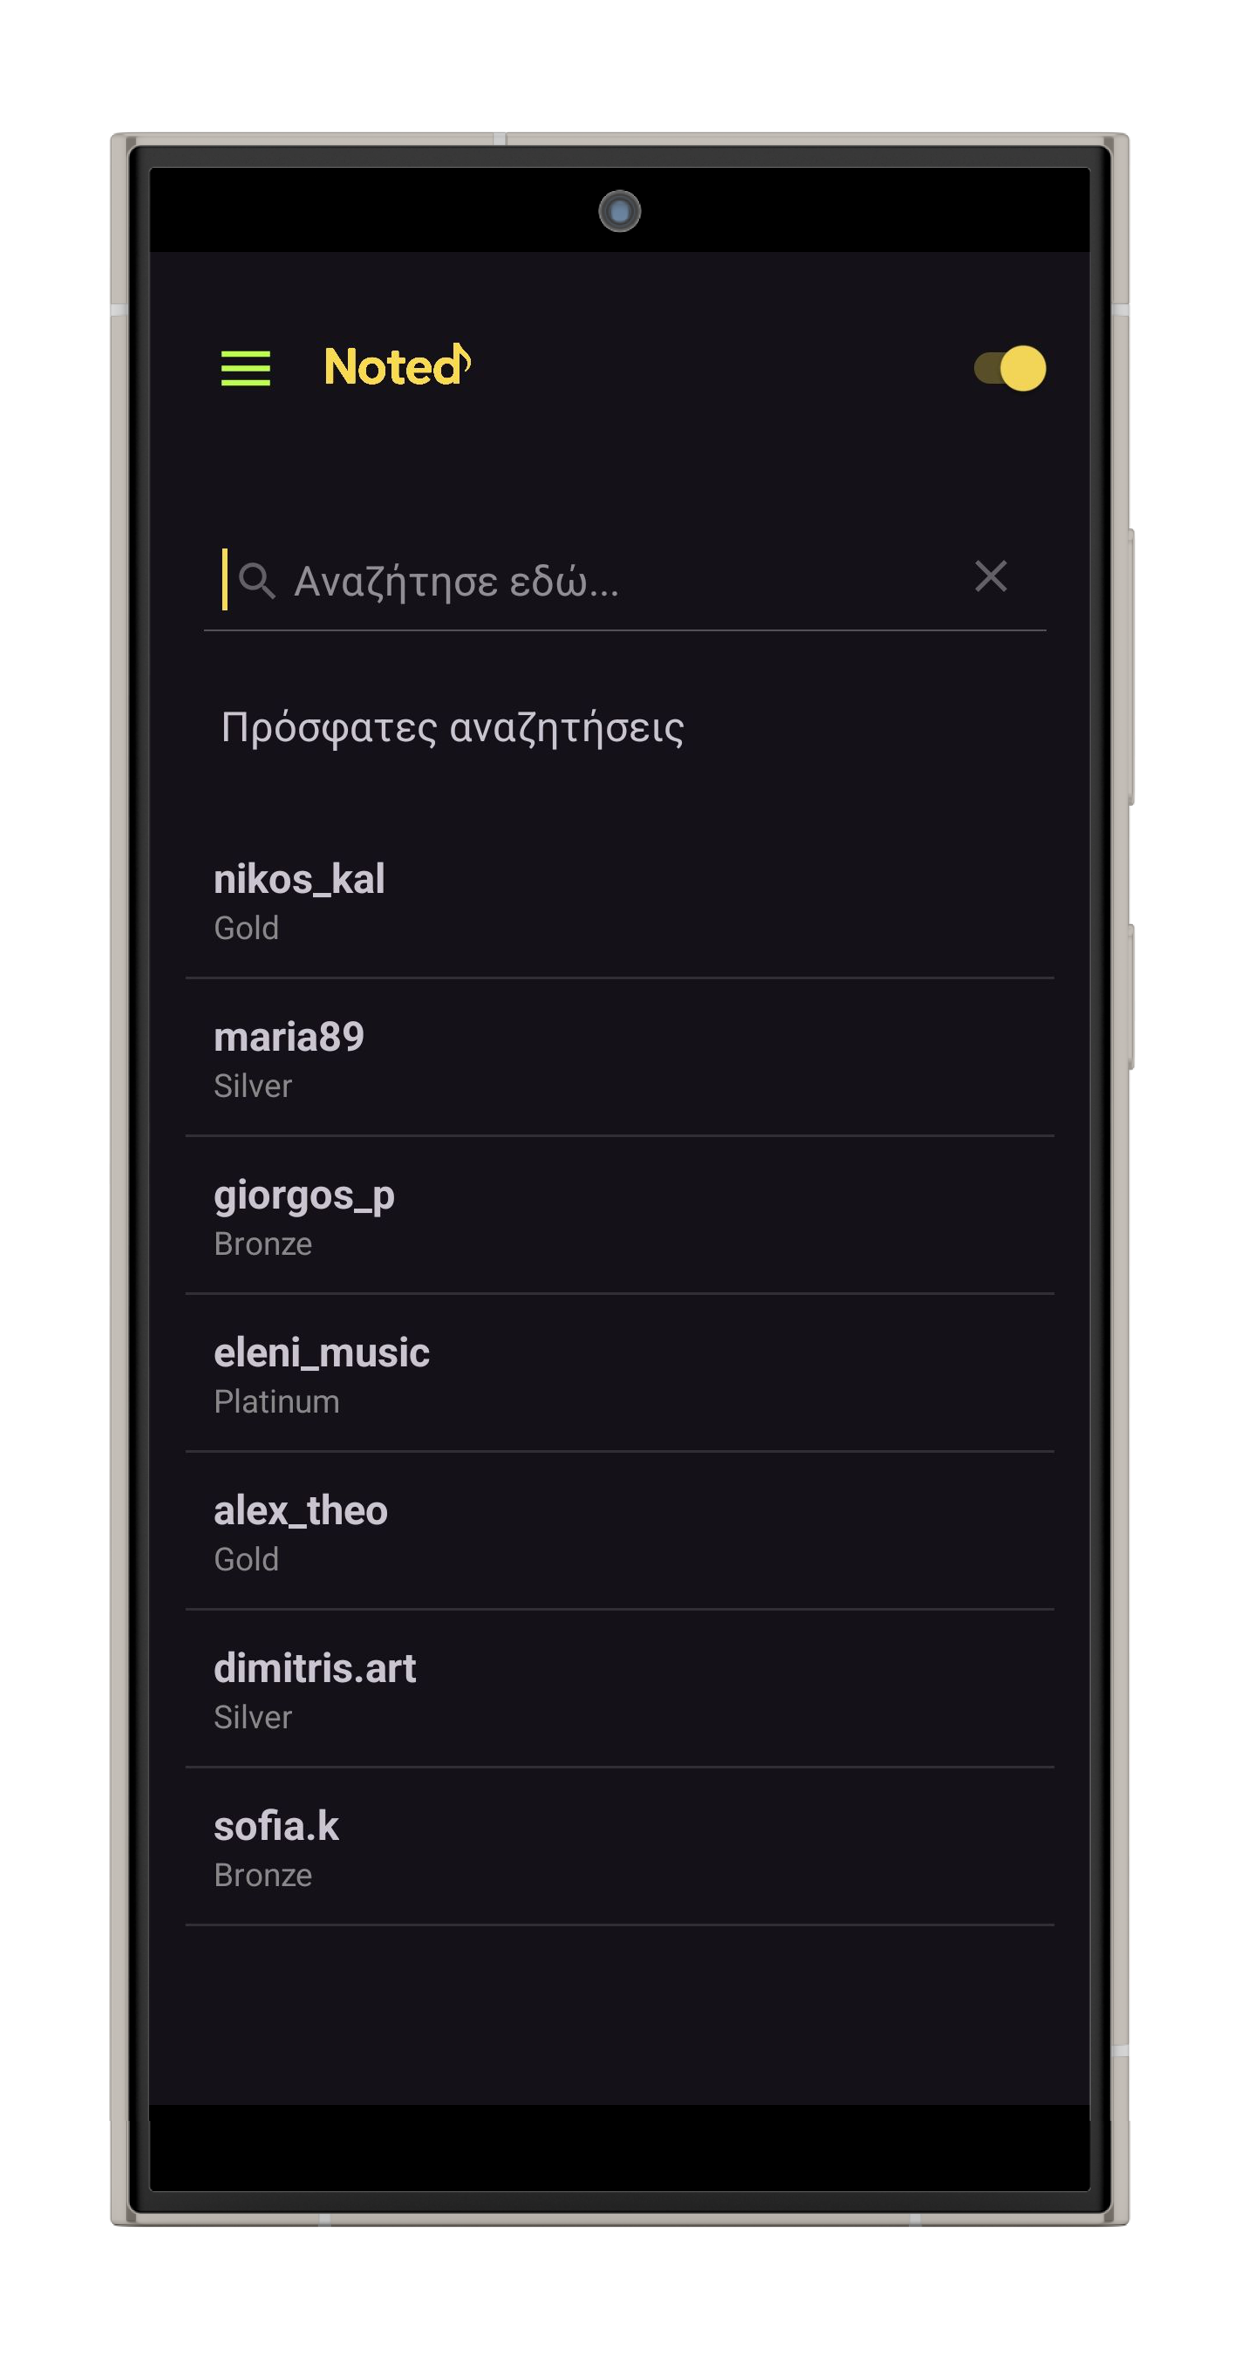 Noted
Αναζήτησε εδώ...
Πρόσφατες αναζητήσεις
nikos_kal
Gold
maria89
Silver
giorgos_p
Bronze
eleni_music
Platinum
alex_theo
Gold
dimitris.art
Silver
sofia.k
Bronze